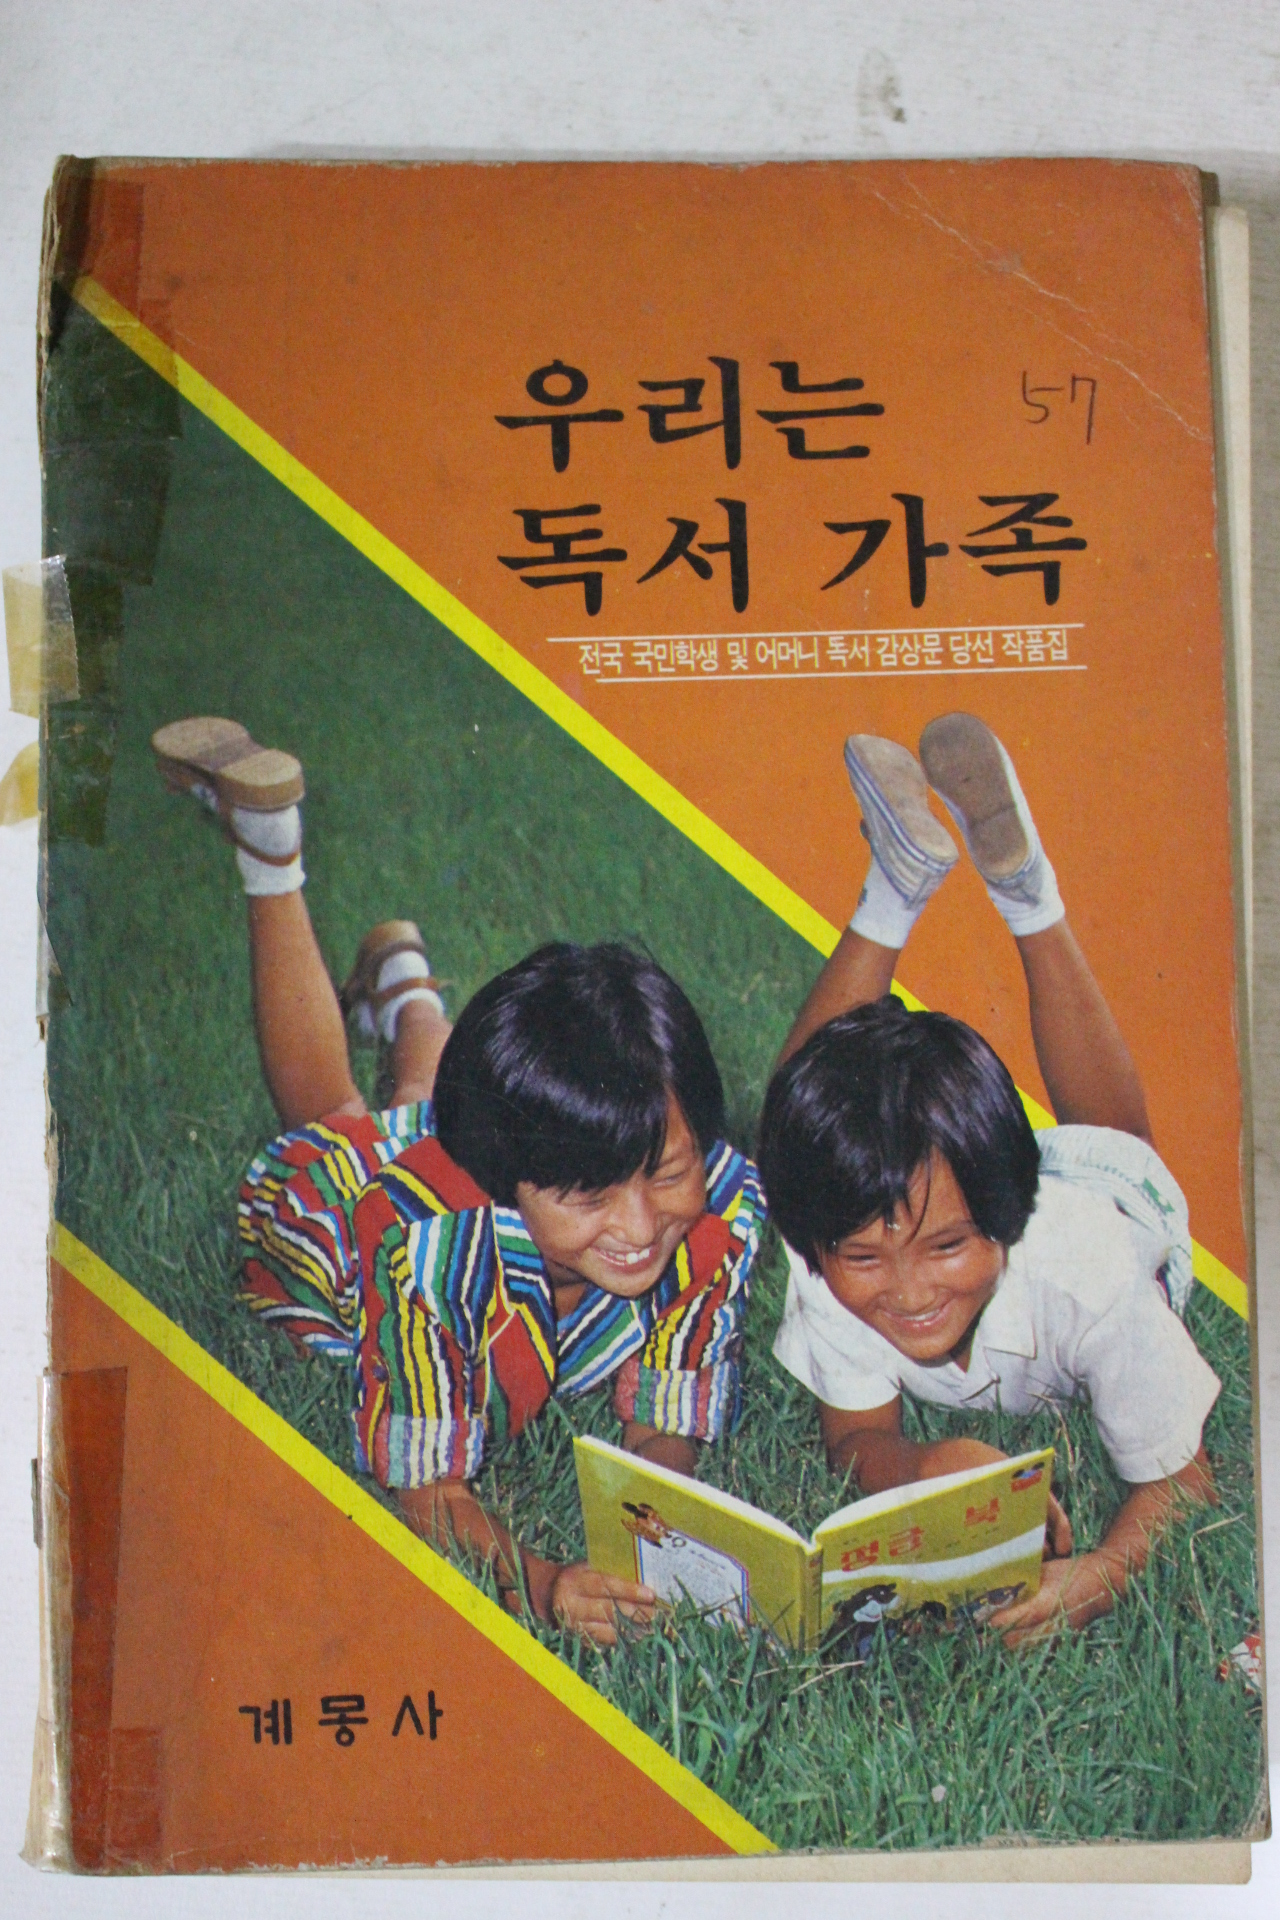 우리는
57
독서 가족
전국 국민학생 및 어머니 독서 감상문 당선 작품집
북
계몽사